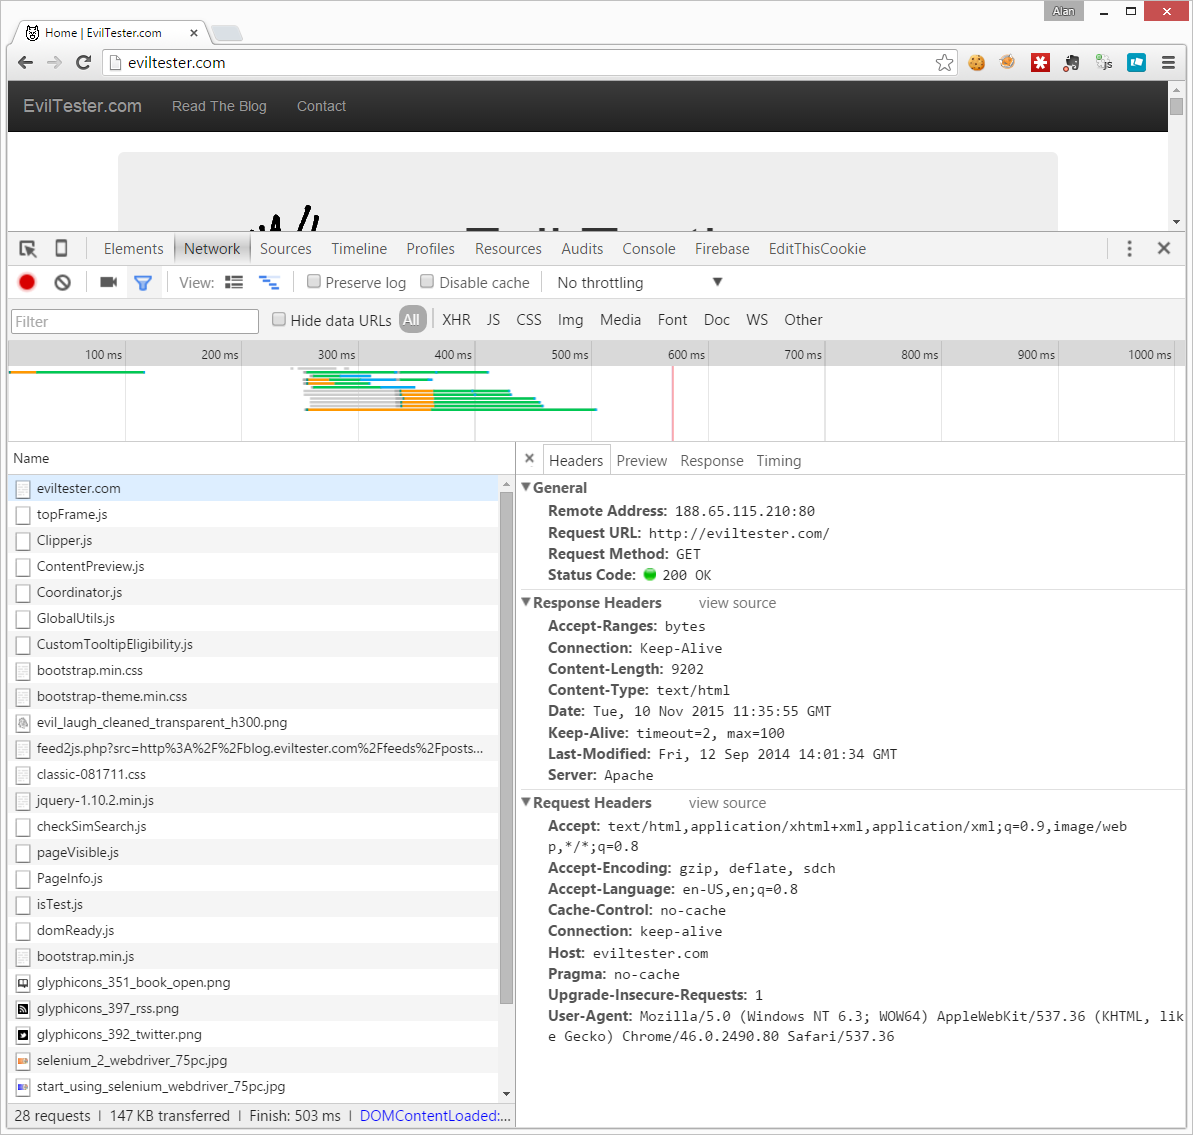 Alan
Home | EvilTester.com
eviltester.com
EvilTester.com Read The Blog Contact
Elements Network Sources Timeline Profiles Resources Audits Console Firebase EditThisCookie
View: Preserve log Disable cache No throttling
Filter Hide data URLs All XHR JS CSS Img Media Font Doc WS Other
100 ms 200 ms 300 ms 400 ms 500 ms 600 ms 700 ms 800 ms 900 ms 1000 ms
Name
eviltester.com
topFrame.js
Clipper.js
ContentPreview.js
Coordinator.js
GlobalUtils.js
CustomTooltipEligibility.js
bootstrap.min.css
bootstrap-theme.min.css
evil_laugh_cleaned_transparent_h300.png
feed2js.php?src=http%3A%2F%2Fblog.eviltester.com%2Ffeeds%2Fposts...
classic-081711.css
jquery-1.10.2.min.js
checkSimSearch.js
pageVisible.js
PageInfo.js
isTest.js
domReady.js
bootstrap.min.js
glyphicons_351_book_open.png
glyphicons_397_rss.png
glyphicons_392_twitter.png
selenium_2_webdriver_75pc.jpg
start_using_selenium_webdriver_75pc.jpg
28 requests | 147 KB transferred | Finish: 503 ms | DOMContentLoaded:...
Headers Preview Response Timing
General
Remote Address: 188.65.115.210:80
Request URL: http://eviltester.com/
Request Method: GET
Status Code: 200 OK
Response Headers view source
Accept-Ranges: bytes
Connection: Keep-Alive
Content-Length: 9202
Content-Type: text/html
Date: Tue, 10 Nov 2015 11:35:55 GMT
Keep-Alive: timeout=2, max=100
Last-Modified: Fri, 12 Sep 2014 14:01:34 GMT
Server: Apache
Request Headers view source
Accept: text/html,application/xhtml+xml,application/xml;q=0.9,image/web
p,*/*;q=0.8
Accept-Encoding: gzip, deflate, sdch
Accept-Language: en-US,en;q=0.8
Cache-Control: no-cache
Connection: keep-alive
Host: eviltester.com
Pragma: no-cache
Upgrade-Insecure-Requests: 1
User-Agent: Mozilla/5.0 (Windows NT 6.3; WOW64) AppleWebKit/537.36 (KHTML, lik
e Gecko) Chrome/46.0.2490.80 Safari/537.36